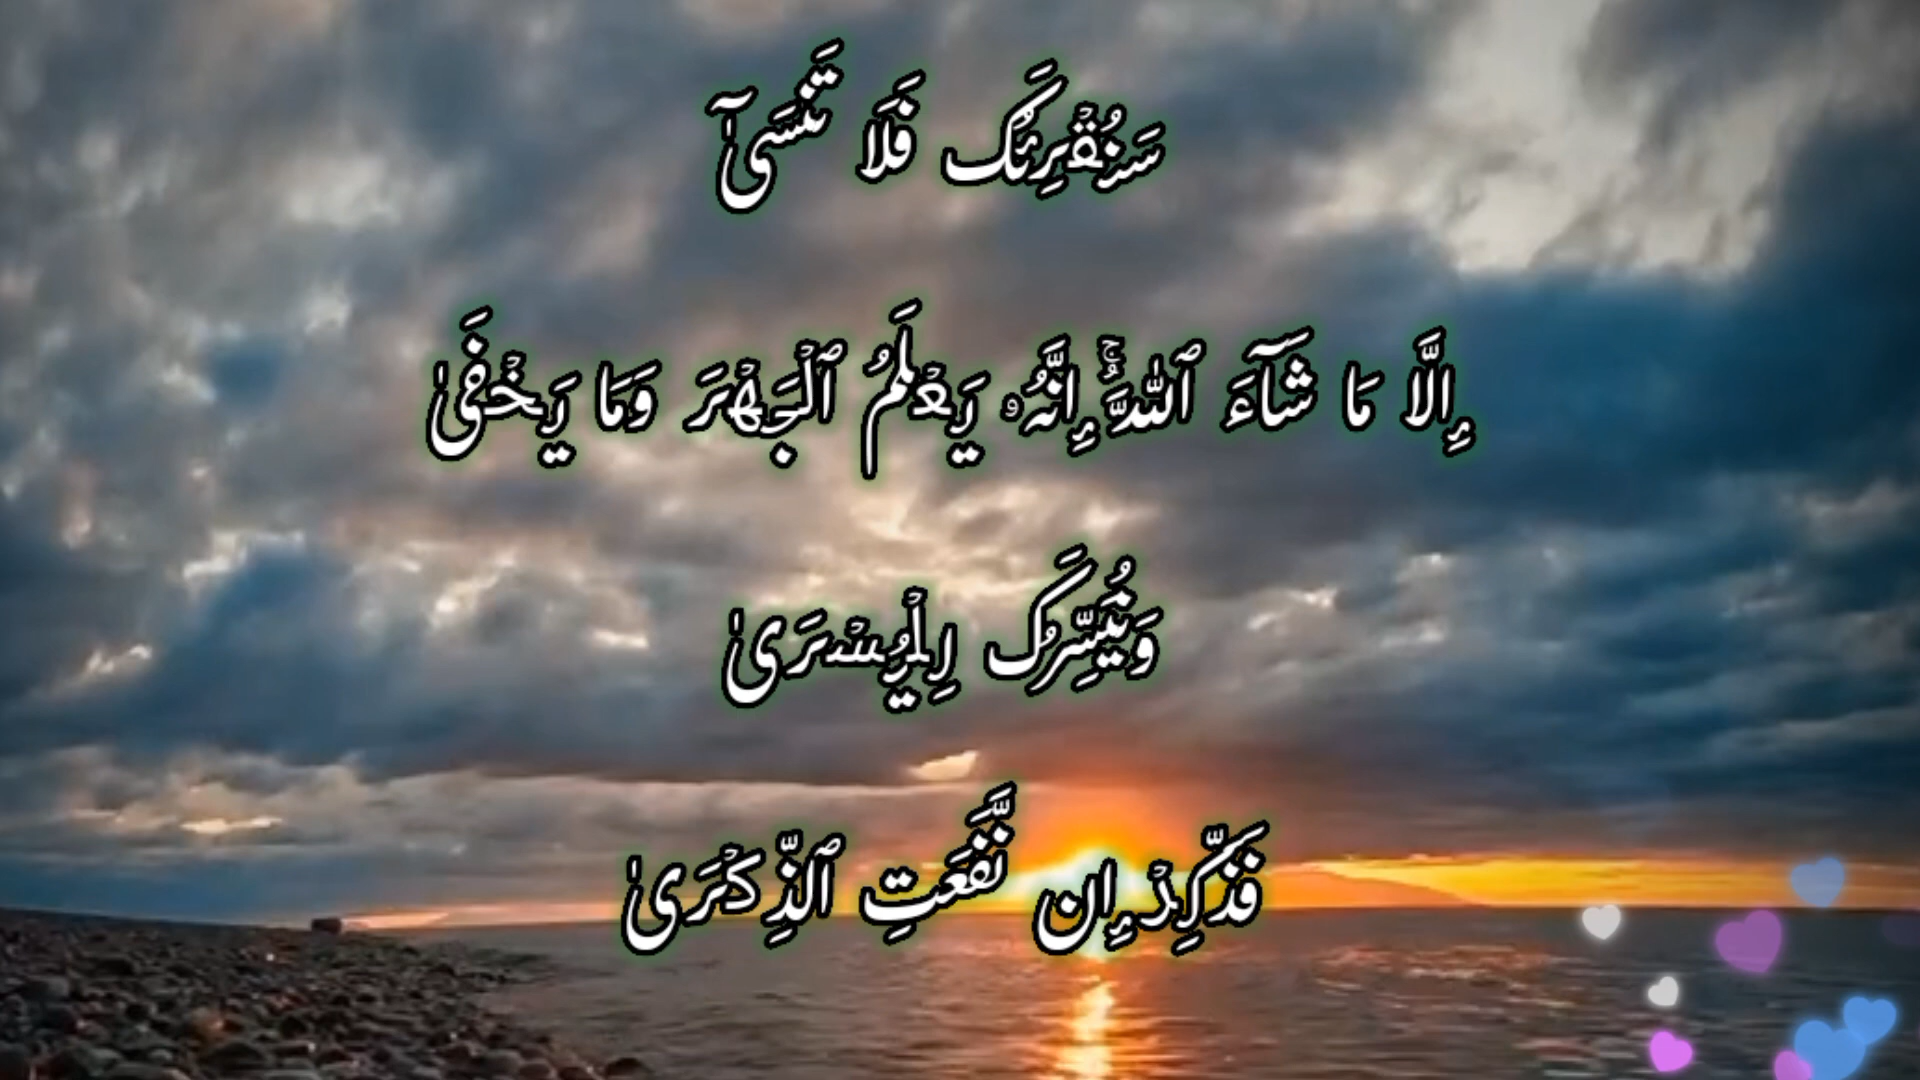 سَنُقْرِئُكَ فَلَا تَنسَىٰٓ
إِلَّا مَا شَآءَ ٱللَّهُۚ إِنَّهُۥ يَعْلَمُ ٱلْجَهْرَ وَمَا يَخْفَىٰ
وَنُيَسِّرُكَ لِلْيُسْرَىٰ
فَذَكِّرْ إِن نَّفَعَتِ ٱلذِّكْرَىٰ